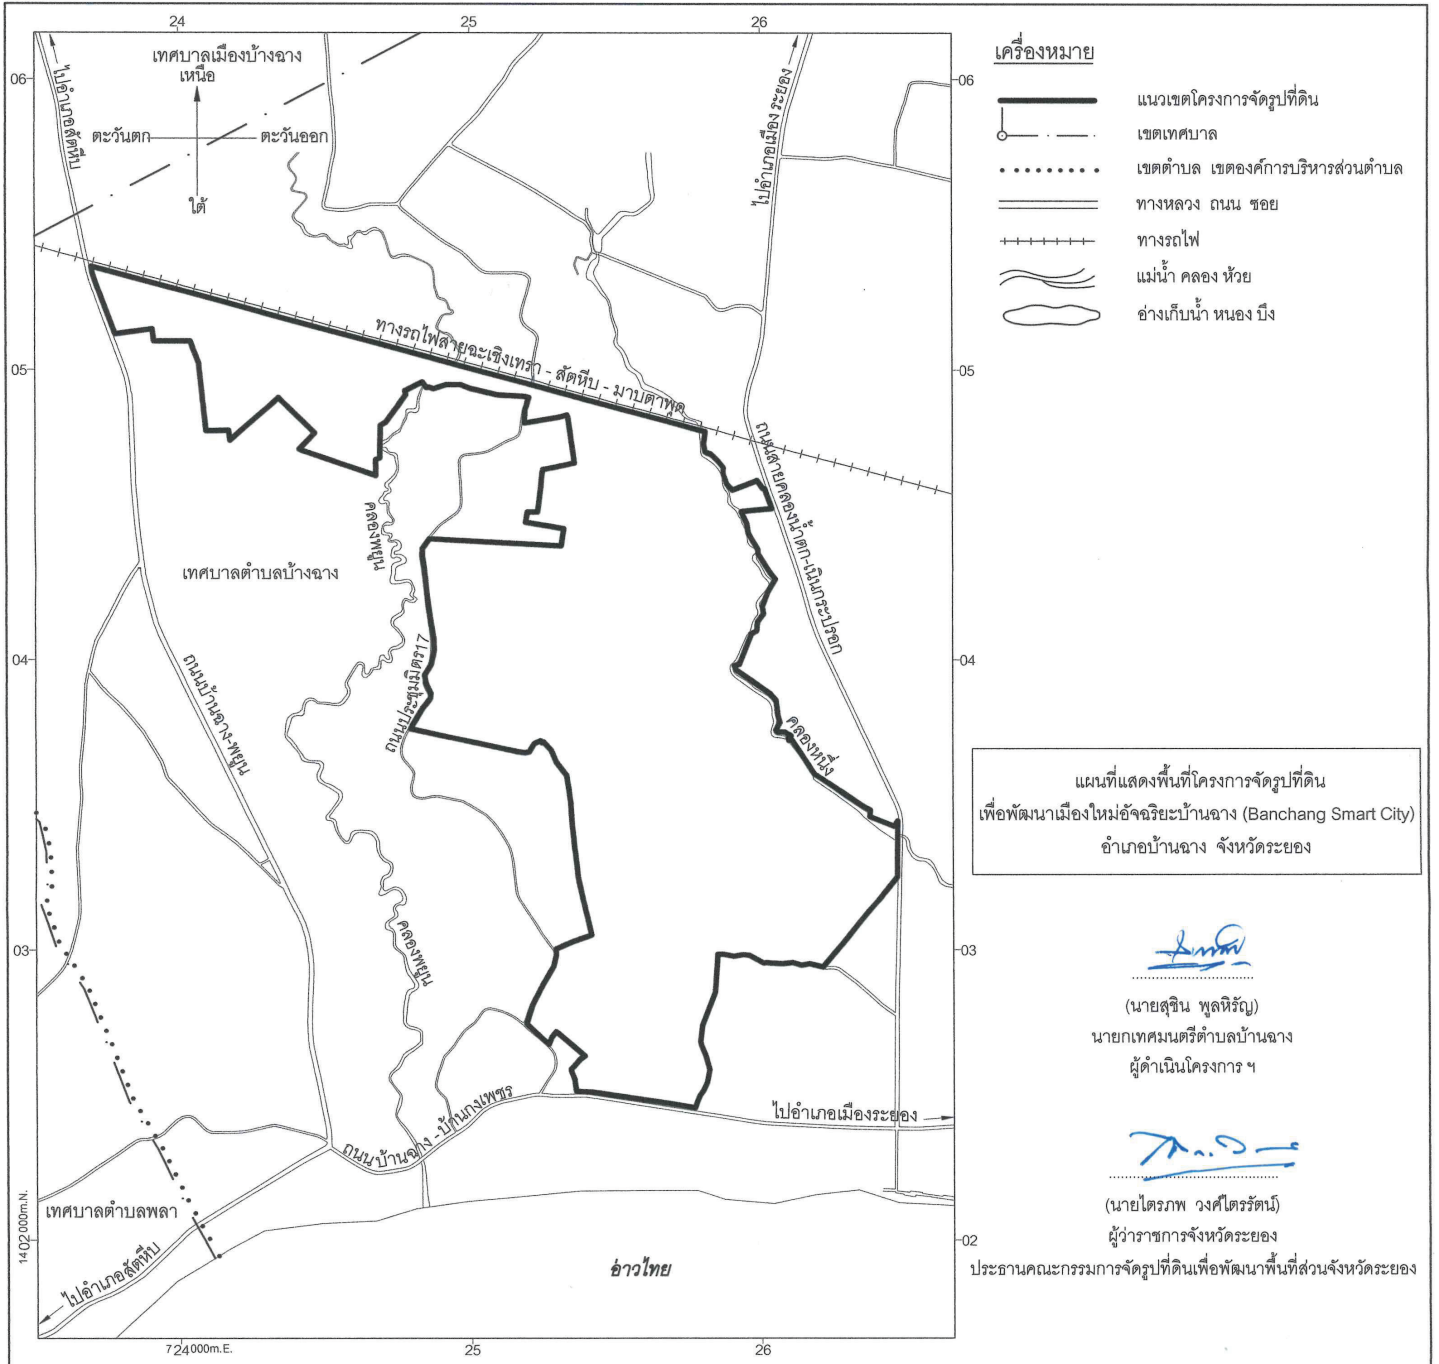 24 25 26
เทศบาลเมืองบ้างฉาง
เหนือ
ตะวันตก ตะวันออก
ใต้
ไปอำเภอสัตหีบ
ไปอำเภอเมืองระยอง
06 06
05 05
04 04
03 03
02
1402000m.N.
724000m.E. 25 26
ทางรถไฟสายฉะเชิงเทรา - สัตหีบ - มาบตาพุด
ถนนสายคลองน้ำตก-เนินกระปรอก
คลองพยูน
เทศบาลตำบลบ้างฉาง
ถนนประชุมมิตร17
ถนนบ้านฉาง-พยูน
คลองหนึ่ง
คลองพยูน
ถนนบ้านฉาง - บ้านกงเพชร
ไปอำเภอเมืองระยอง
เทศบาลตำบลพลา
ไปอำเภอสัตหีบ
อ่าวไทย
เครื่องหมาย
แนวเขตโครงการจัดรูปที่ดิน
เขตเทศบาล
เขตตำบล เขตองค์การบริหารส่วนตำบล
ทางหลวง ถนน ซอย
ทางรถไฟ
แม่น้ำ คลอง ห้วย
อ่างเก็บน้ำ หนอง บึง
แผนที่แสดงพื้นที่โครงการจัดรูปที่ดิน
เพื่อพัฒนาเมืองใหม่อัจฉริยะบ้านฉาง (Banchang Smart City)
อำเภอบ้านฉาง จังหวัดระยอง
(นายสุชิน พูลหิรัญ)
นายกเทศมนตรีตำบลบ้านฉาง
ผู้ดำเนินโครงการ ฯ
(นายไตรภพ วงศ์ไตรรัตน์)
ผู้ว่าราชการจังหวัดระยอง
ประธานคณะกรรมการจัดรูปที่ดินเพื่อพัฒนาพื้นที่ส่วนจังหวัดระยอง